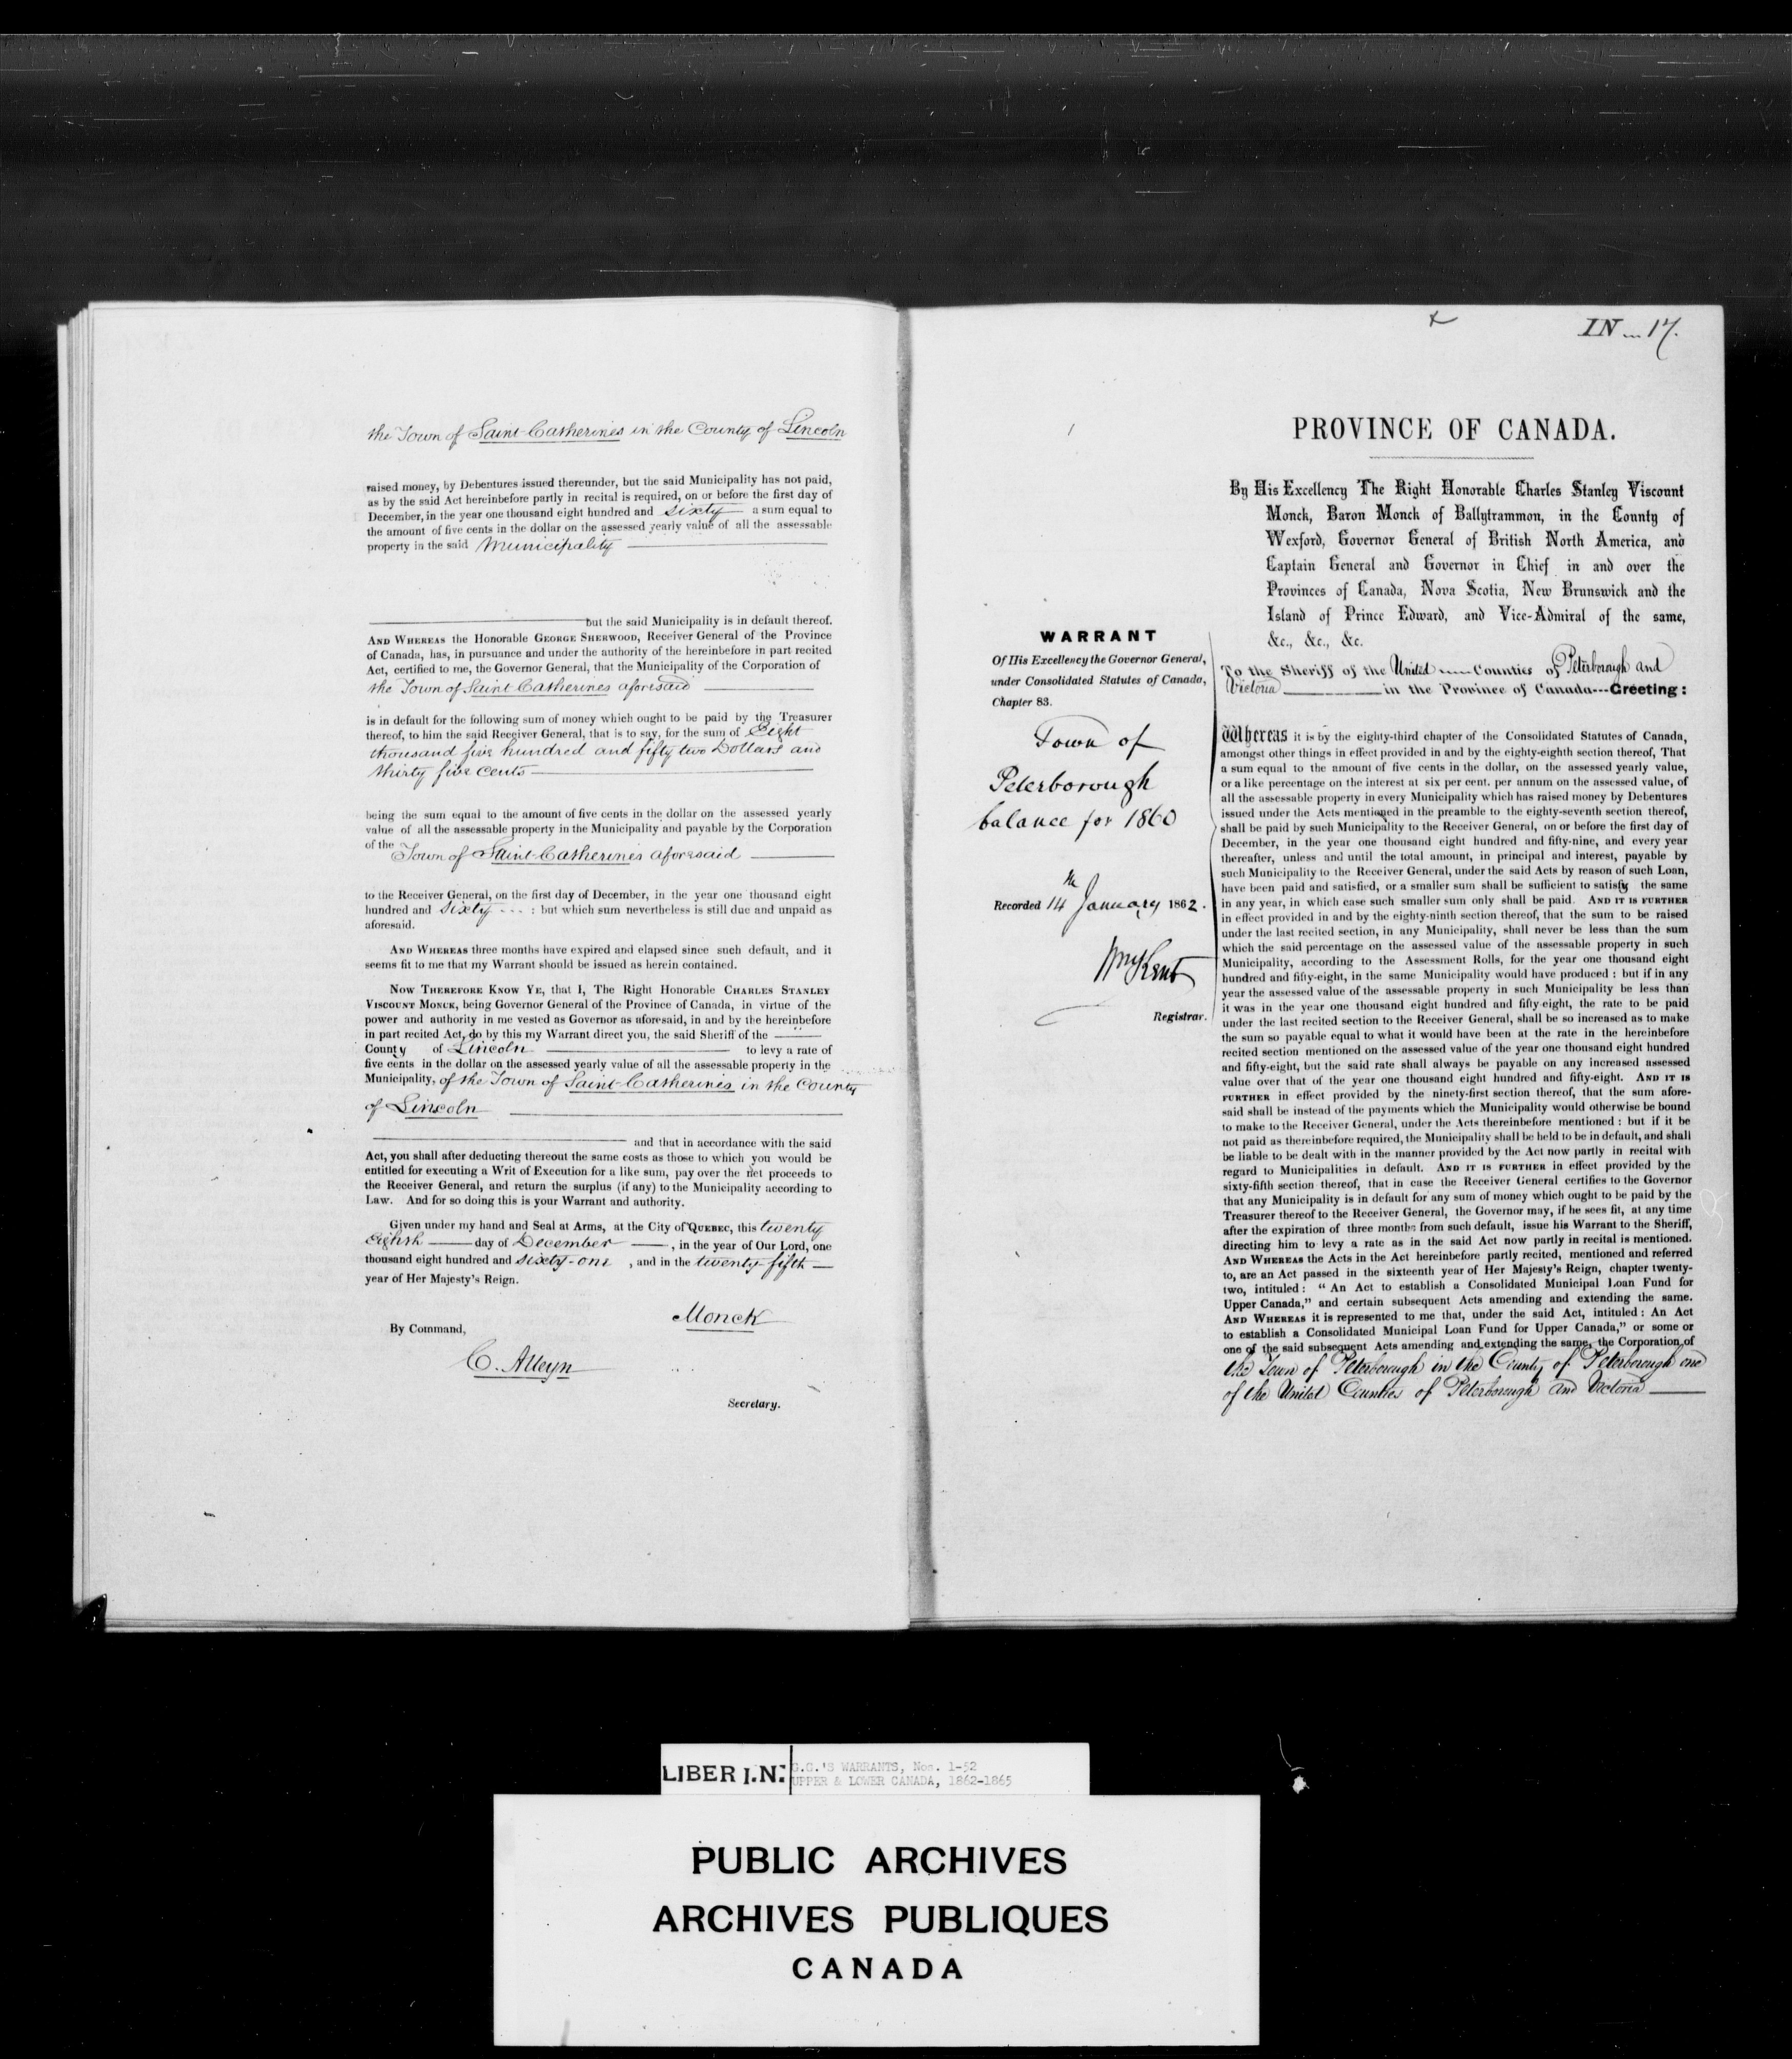 the Town of Saint Catherines in the County of Lincoln
raised money, by Debentures issued thereunder, but the said Municipality has not paid,
as by the said Act hereinbefore partly in recital is required, on or before the first day of
December, in the year one thousand eight hundred and sixty a sum equal to
the amount of five cents in the dollar on the assessed yearly value of all the assessable
property in the said Municipality
but the said Municipality is in default thereof.
AND WHEREAS the Honorable GEORGE SHERWOOD, Receiver General of the Province
of Canada, has, in pursuance and under the authority of the hereinbefore in part recited
Act, certified to me, the Governor General, that the Municipality of the Corporation of
the Town of Saint Catherines aforesaid
is in default for the following sum of money which ought to be paid by the Treasurer
thereof, to him the said Receiver General, that is to say, for the sum of Eight
thousand five hundred and fifty two Dollars and
thirty five cents
being the sum equal to the amount of five cents in the dollar on the assessed yearly
value of all the assessable property in the Municipality and payable by the Corporation
of the Town of Saint Catherines aforesaid
to the Receiver General, on the first day of December, in the year one thousand eight
hundred and Sixty - - - : but which sum nevertheless is still due and unpaid as
aforesaid.
AND WHEREAS three months have expired and elapsed since such default, and it
seems fit to me that my Warrant should be issued as herein contained.
NOW THEREFORE KNOW YE, that I, The Right Honorable CHARLES STANLEY
VISCOUNT MONCK, being Governor General of the Province of Canada, in virtue of the
power and authority in me vested as Governor as aforesaid, in and by the hereinbefore
in part recited Act, do by this my Warrant direct you, the said Sheriff of the
County of Lincoln to levy a rate of
five cents in the dollar on the assessed yearly value of all the assessable property in the
Municipality, of the Town of Saint Catherines in the County
of Lincoln
and that in accordance with the said
Act, you shall after deducting thereout the same costs as those to which you would be
entitled for executing a Writ of Execution for a like sum, pay over the net proceeds to
the Receiver General, and return the surplus (if any) to the Municipality according to
Law. And for so doing this is your Warrant and authority.
Given under my hand and Seal at Arms, at the City of QUEBEC, this twenty
eighth day of December , in the year of Our Lord, one
thousand eight hundred and sixty-one , and in the twenty-fifth
year of Her Majesty's Reign.
Monck
By Command,
C. Alleyn
Secretary.
IN ... 17.
PROVINCE OF CANADA.
By His Excellency The Right Honorable Charles Stanley Viscount
Monck, Baron Monck of Ballytrammon, in the County of
Wexford, Governor General of British North America, and
Captain General and Governor in Chief in and over the
Provinces of Canada, Nova Scotia, New Brunswick and the
Island of Prince Edward, and Vice-Admiral of the same,
&c., &c., &c.
To the Sheriff of the United Counties of Peterborough and
Victoria in the Province of Canada---Greeting:
WARRANT
Of His Excellency the Governor General,
under Consolidated Statutes of Canada,
Chapter 83.
Town of
Peterborough
balance for 1860
Recorded 14th January 1862.
Wm Kent
Registrar.
Whereas it is by the eighty-third chapter of the Consolidated Statutes of Canada,
amongst other things in effect provided in and by the eighty-eighth section thereof, That
a sum equal to the amount of five cents in the dollar, on the assessed yearly value,
or a like percentage on the interest at six per cent. per annum on the assessed value, of
all the assessable property in every Municipality which has raised money by Debentures
issued under the Acts mentioned in the preamble to the eighty-seventh section thereof,
shall be paid by such Municipality to the Receiver General, on or before the first day of
December, in the year one thousand eight hundred and fifty-nine, and every year
thereafter, unless and until the total amount, in principal and interest, payable by
such Municipality to the Receiver General, under the said Acts by reason of such Loan,
have been paid and satisfied, or a smaller sum shall be sufficient to satisfy the same
in any year, in which case such smaller sum only shall be paid. AND IT IS FURTHER
in effect provided in and by the eighty-ninth section thereof, that the sum to be raised
under the last recited section, in any Municipality, shall never be less than the sum
which the said percentage on the assessed value of the assessable property in such
Municipality, according to the Assessment Rolls, for the year one thousand eight
hundred and fifty-eight, in the same Municipality would have produced : but if in any
year the assessed value of the assessable property in such Municipality be less than
it was in the year one thousand eight hundred and fifty-eight, the rate to be paid
under the last recited section to the Receiver General, shall be so increased as to make
the sum so payable equal to what it would have been at the rate in the hereinbefore
recited section mentioned on the assessed value of the year one thousand eight hundred
and fifty-eight, but the said rate shall always be payable on any increased assessed
value over that of the year one thousand eight hundred and fifty-eight. AND IT IS
FURTHER in effect provided by the ninety-first section thereof, that the sum afore-
said shall be instead of the payments which the Municipality would otherwise be bound
to make to the Receiver General, under the Acts thereinbefore mentioned : but if it be
not paid as thereinbefore required, the Municipality shall be held to be in default, and shall
be liable to be dealt with in the manner provided by the Act now partly in recital with
regard to Municipalities in default. AND IT IS FURTHER in effect provided by the
sixty-fifth section thereof, that in case the Receiver General certifies to the Governor
that any Municipality is in default for any sum of money which ought to be paid by the
Treasurer thereof to the Receiver General, the Governor may, if he sees fit, at any time
after the expiration of three months from such default, issue his Warrant to the Sheriff,
directing him to levy a rate as in the said Act now partly in recital is mentioned.
AND WHEREAS the Acts in the Act hereinbefore partly recited, mentioned and referred
to, are an Act passed in the sixteenth year of Her Majesty's Reign, chapter twenty-
two, intituled : "An Act to establish a Consolidated Municipal Loan Fund for
Upper Canada," and certain subsequent Acts amending and extending the same.
AND WHEREAS it is represented to me that, under the said Act, intituled : An Act
to establish a Consolidated Municipal Loan Fund for Upper Canada," or some or
one of the said subsequent Acts amending and extending the same, the Corporation of
the Town of Peterborough in the County of Peterborough one
of the United Counties of Peterborough and Victoria
LIBER I.N:
G.G.'S WARRANTS, Nos. 1-52
UPPER & LOWER CANADA, 1862-1865
PUBLIC ARCHIVES
ARCHIVES PUBLIQUES
CANADA